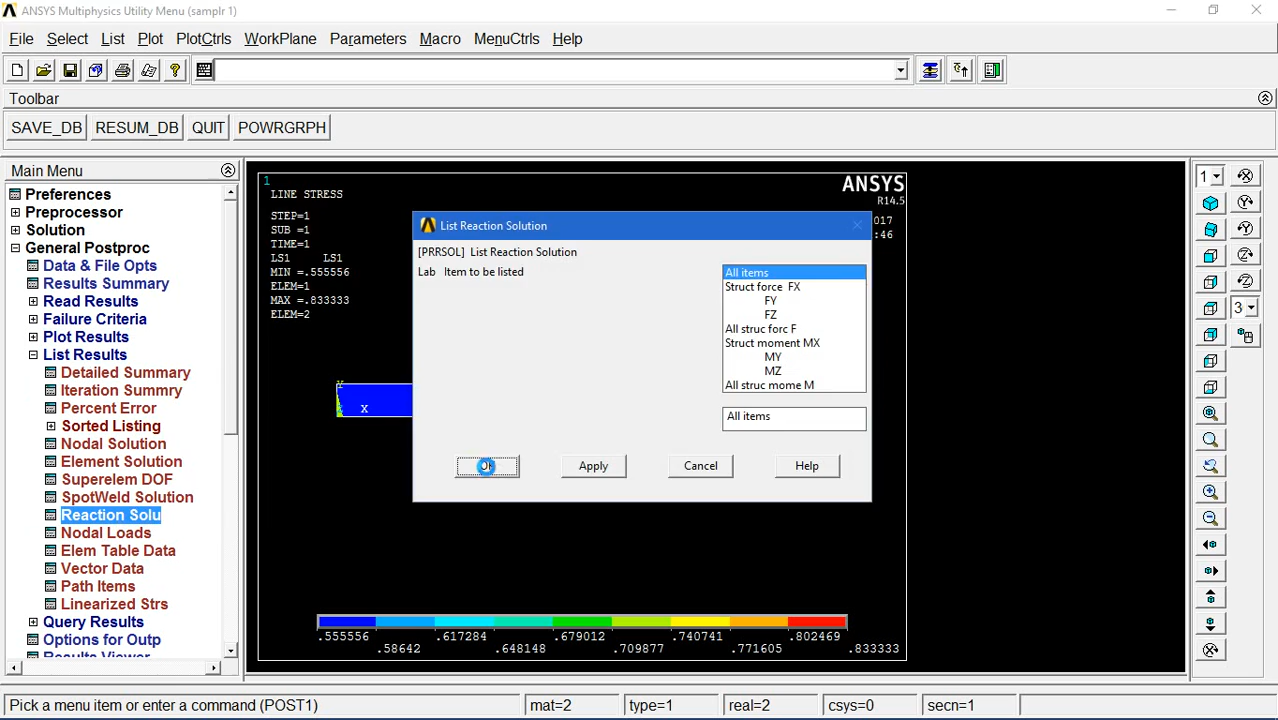 ANSYS Multiphysics Utility Menu (samplr 1)
File Select List Plot PlotCtrls WorkPlane Parameters Macro MenuCtrls Help
Toolbar
SAVE_DB RESUM_DB QUIT POWRGRPH
Main Menu
Preferences
Preprocessor
Solution
General Postproc
Data & File Opts
Results Summary
Read Results
Failure Criteria
Plot Results
List Results
Detailed Summary
Iteration Summry
Percent Error
Sorted Listing
Nodal Solution
Element Solution
Superelem DOF
SpotWeld Solution
Reaction Solu
Nodal Loads
Elem Table Data
Vector Data
Path Items
Linearized Strs
Query Results
Options for Outp
Results Viewer
1
LINE STRESS
STEP=1
SUB =1
TIME=1
LS1 LS1
MIN =.555556
ELEM=1
MAX =.833333
ELEM=2
ANSYS
R14.5
017
:46
Y
X
List Reaction Solution
[PRRSOL] List Reaction Solution
Lab Item to be listed
All items
Struct force FX
FY
FZ
All struc forc F
Struct moment MX
MY
MZ
All struc mome M
All items
OK Apply Cancel Help
.555556 .617284 .679012 .740741 .802469
.58642 .648148 .709877 .771605 .833333
1
3
Pick a menu item or enter a command (POST1) mat=2 type=1 real=2 csys=0 secn=1